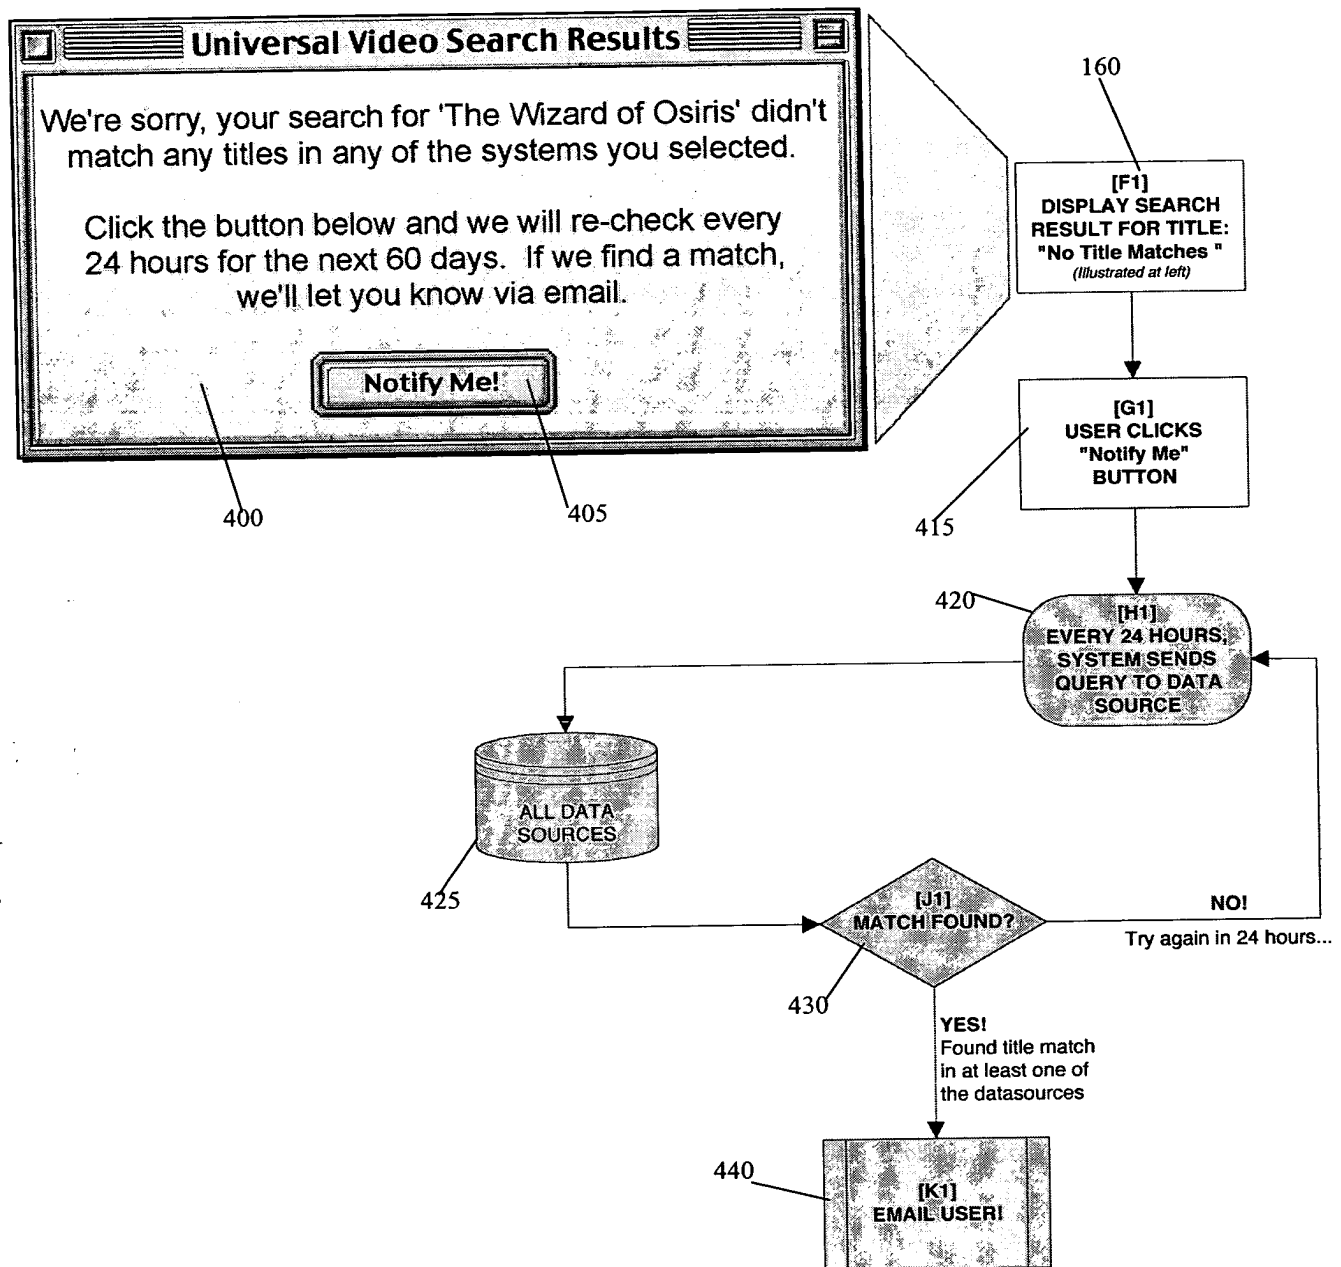 Universal Video Search Results
We're sorry, your search for 'The Wizard of Osiris' didn't
match any titles in any of the systems you selected.
Click the button below and we will re-check every
24 hours for the next 60 days. If we find a match,
we'll let you know via email.
Notify Me!
400
405
160
[F1]
DISPLAY SEARCH
RESULT FOR TITLE:
"No Title Matches "
(Illustrated at left)
[G1]
USER CLICKS
"Notify Me"
BUTTON
415
420
[H1]
EVERY 24 HOURS,
SYSTEM SENDS
QUERY TO DATA
SOURCE
ALL DATA
SOURCES
425
[J1]
MATCH FOUND?
430
NO!
Try again in 24 hours...
YES!
Found title match
in at least one of
the datasources
440
[K1]
EMAIL USER!